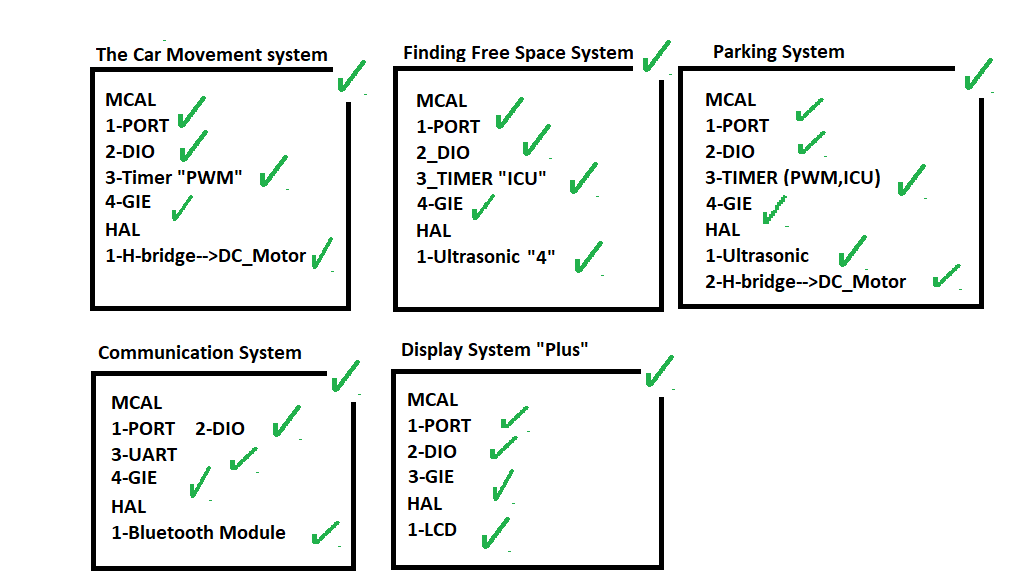 The Car Movement system
MCAL
1-PORT
2-DIO
3-Timer "PWM"
4-GIE
HAL
1-H-bridge-->DC_Motor
Finding Free Space System
MCAL
1-PORT
2_DIO
3_TIMER "ICU"
4-GIE
HAL
1-Ultrasonic "4"
Parking System
MCAL
1-PORT
2-DIO
3-TIMER (PWM,ICU)
4-GIE
HAL
1-Ultrasonic
2-H-bridge-->DC_Motor
Communication System
MCAL
1-PORT 2-DIO
3-UART
4-GIE
HAL
1-Bluetooth Module
Display System "Plus"
MCAL
1-PORT
2-DIO
3-GIE
HAL
1-LCD